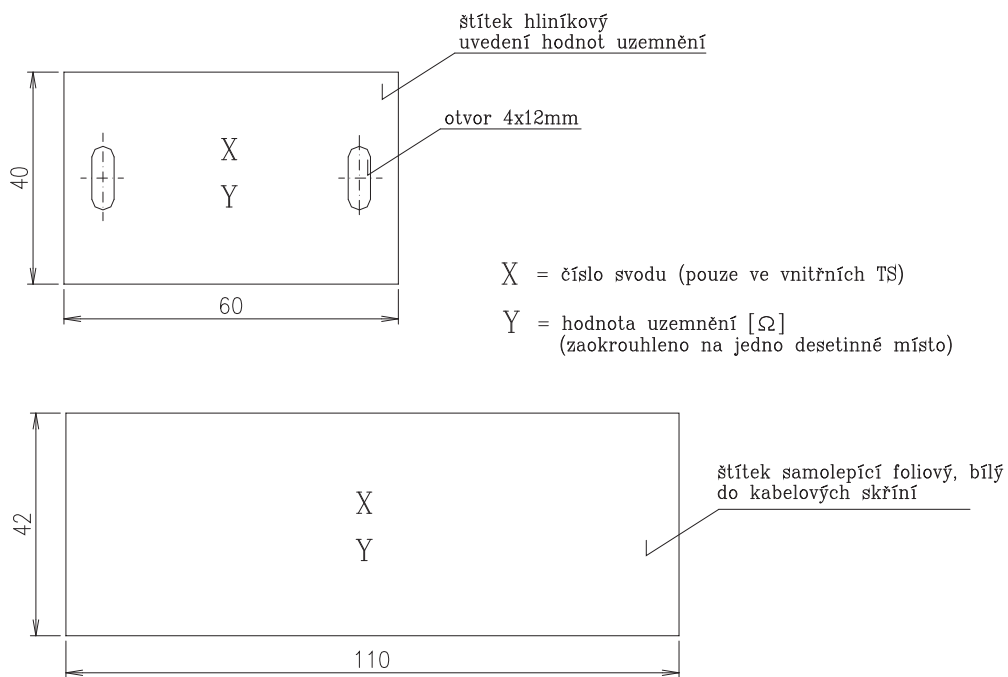 štítek hliníkový
uvedení hodnot uzemnění
otvor 4x12mm
40
X
Y
60
X = číslo svodu (pouze ve vnitřních TS)
Y = hodnota uzemnění [Ω]
(zaokrouhleno na jedno desetinné místo)
42
X
Y
štítek samolepící foliový, bílý
do kabelových skříní
110